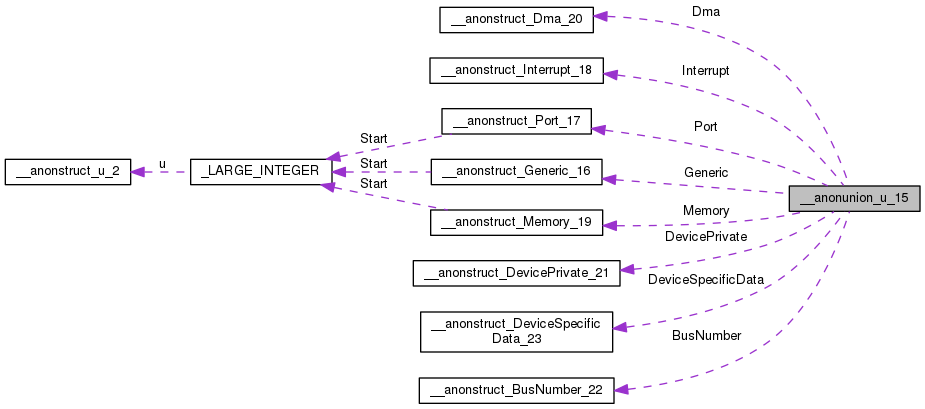 __anonstruct_Dma_20
Dma
__anonstruct_Interrupt_18
Interrupt
__anonstruct_Port_17
Port
Start
__anonstruct_u_2
u
_LARGE_INTEGER
Start
__anonstruct_Generic_16
Generic
__anonunion_u_15
Start
__anonstruct_Memory_19
Memory
DevicePrivate
__anonstruct_DevicePrivate_21
DeviceSpecificData
__anonstruct_DeviceSpecific
Data_23
BusNumber
__anonstruct_BusNumber_22